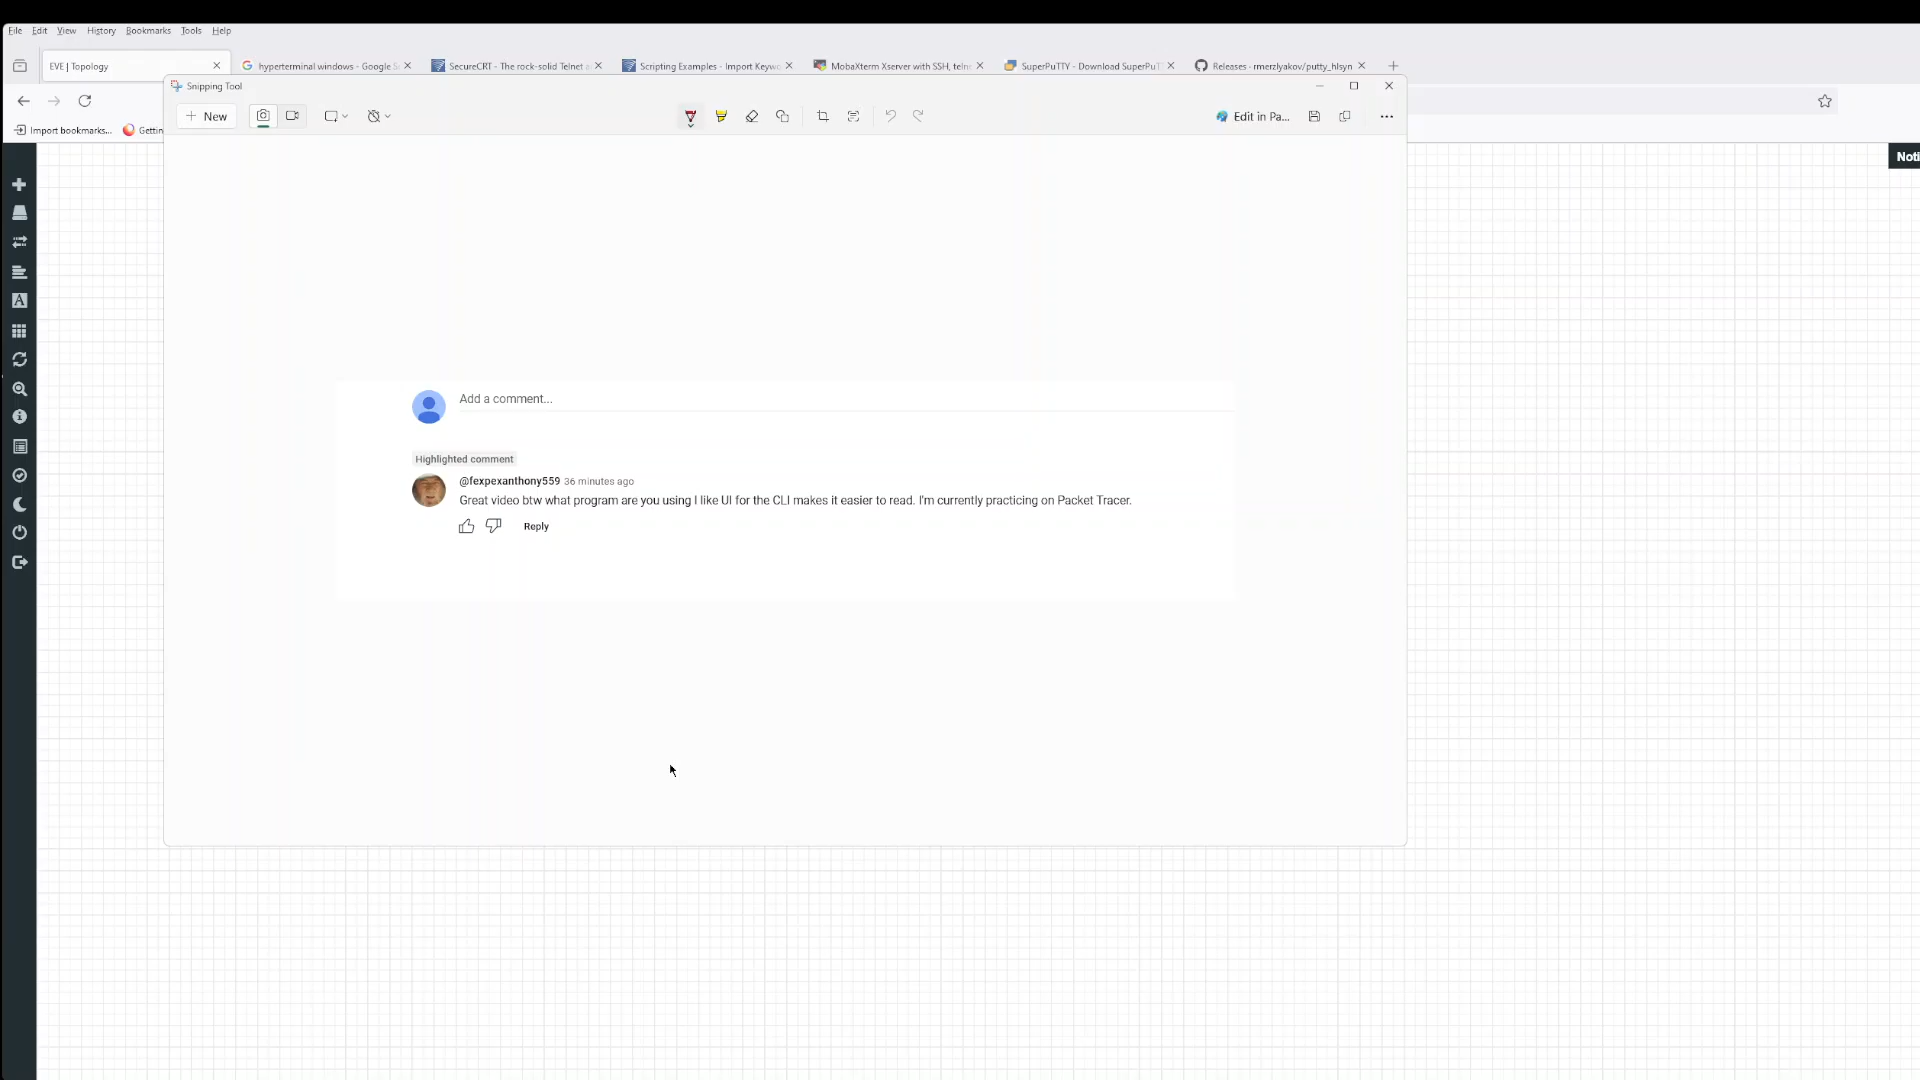 File Edit View History Bookmarks Tools Help
EVE | Topology
hyperterminal windows - Google S
SecureCRT - The rock-solid Telnet a
Scripting Examples - Import Keywo
MobaXterm Xserver with SSH, teln
SuperPuTTY - Download SuperPuT
Releases · rmerzlyakov/putty_hlsyn
Snipping Tool
New
Edit in Pa...
Import bookmarks...
Gettin
Noti
Add a comment...
Highlighted comment
@fexpexanthony559 36 minutes ago
Great video btw what program are you using I like UI for the CLI makes it easier to read. I'm currently practicing on Packet Tracer.
Reply